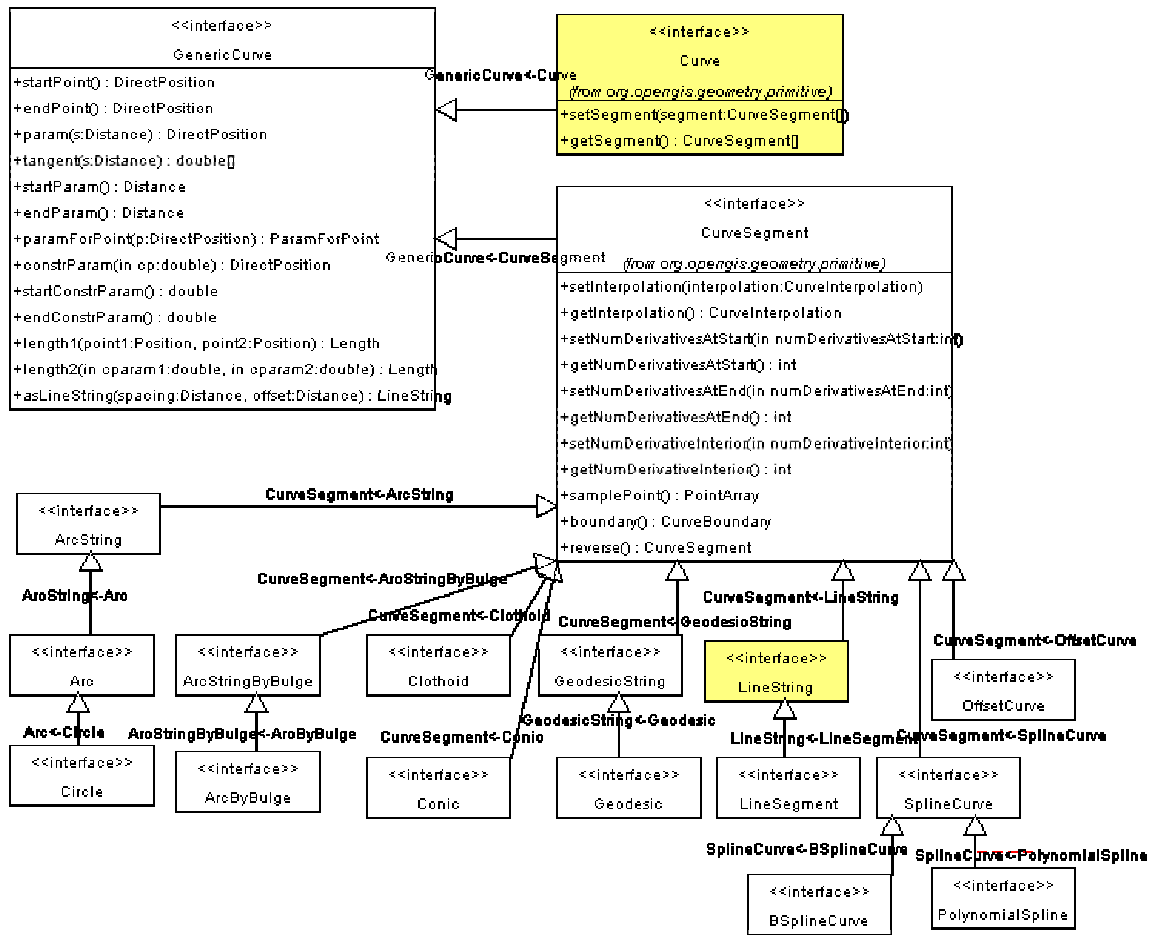 <<interface>>
GenericCurve
+startPoint() : DirectPosition
+endPoint() : DirectPosition
+param(s:Distance) : DirectPosition
+tangent(s:Distance) : double[]
+startParam() : Distance
+endParam() : Distance
+paramForPoint(p:DirectPosition) : ParamForPoint
+constrParam(in cp:double) : DirectPosition
+startConstrParam() : double
+endConstrParam() : double
+length1(point1:Position, point2:Position) : Length
+length2(in cparam1:double, in cparam2:double) : Length
+asLineString(spacing:Distance, offset:Distance) : LineString
GenericCurve<-Curve
<<interface>>
Curve
(from org.opengis.geometry.primitive)
+setSegment(segment:CurveSegment[])
+getSegment() : CurveSegment[]
GenericCurve<-CurveSegment
<<interface>>
CurveSegment
(from org.opengis.geometry.primitive)
+setInterpolation(interpolation:CurveInterpolation)
+getInterpolation() : CurveInterpolation
+setNumDerivativesAtStart(in numDerivativesAtStart:int)
+getNumDerivativesAtStart() : int
+setNumDerivativesAtEnd(in numDerivativesAtEnd:int)
+getNumDerivativesAtEnd() : int
+setNumDerivativeInterior(in numDerivativeInterior:int)
+getNumDerivativeInterior() : int
+samplePoint() : PointArray
+boundary() : CurveBoundary
+reverse() : CurveSegment
CurveSegment<-ArcString
<<interface>>
ArcString
ArcString<-Arc
CurveSegment<-ArcStringByBulge
CurveSegment<-Clothoid
CurveSegment<-GeodesicString
CurveSegment<-LineString
CurveSegment<-OffsetCurve
<<interface>>
Arc
<<interface>>
ArcStringByBulge
<<interface>>
Clothoid
<<interface>>
GeodesicString
<<interface>>
LineString
<<interface>>
OffsetCurve
Arc<-Circle
ArcStringByBulge<-ArcByBulge
CurveSegment<-Conic
GeodesicString<-Geodesic
LineString<-LineSegment
CurveSegment<-SplineCurve
<<interface>>
Circle
<<interface>>
ArcByBulge
<<interface>>
Conic
<<interface>>
Geodesic
<<interface>>
LineSegment
<<interface>>
SplineCurve
SplineCurve<-BSplineCurve
SplineCurve<-PolynomialSpline
<<interface>>
BSplineCurve
<<interface>>
PolynomialSpline